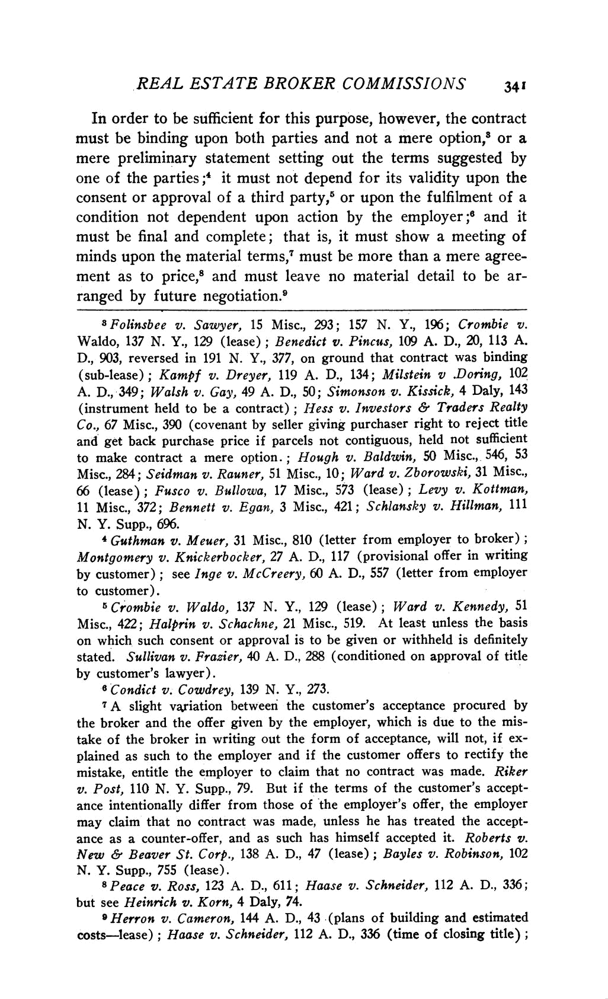 REAL ESTATE BROKER COMMISSIONS 341
In order to be sufficient for this purpose, however, the contract
must be binding upon both parties and not a mere option,³ or a
mere preliminary statement setting out the terms suggested by
one of the parties;⁴ it must not depend for its validity upon the
consent or approval of a third party,⁵ or upon the fulfilment of a
condition not dependent upon action by the employer;⁶ and it
must be final and complete; that is, it must show a meeting of
minds upon the material terms,⁷ must be more than a mere agree-
ment as to price,⁸ and must leave no material detail to be ar-
ranged by future negotiation.⁹
³ Folinsbee v. Sawyer, 15 Misc., 293; 157 N. Y., 196; Crombie v.
Waldo, 137 N. Y., 129 (lease); Benedict v. Pincus, 109 A. D., 20, 113 A.
D., 903, reversed in 191 N. Y., 377, on ground that contract was binding
(sub-lease); Kampf v. Dreyer, 119 A. D., 134; Milstein v Doring, 102
A. D., 349; Walsh v. Gay, 49 A. D., 50; Simonson v. Kissick, 4 Daly, 143
(instrument held to be a contract); Hess v. Investors & Traders Realty
Co., 67 Misc., 390 (covenant by seller giving purchaser right to reject title
and get back purchase price if parcels not contiguous, held not sufficient
to make contract a mere option.; Hough v. Baldwin, 50 Misc., 546, 53
Misc., 284; Seidman v. Rauner, 51 Misc., 10; Ward v. Zborowski, 31 Misc.,
66 (lease); Fusco v. Bullowa, 17 Misc., 573 (lease); Levy v. Kottman,
11 Misc., 372; Bennett v. Egan, 3 Misc., 421; Schlansky v. Hillman, 111
N. Y. Supp., 696.
⁴ Guthman v. Meuer, 31 Misc., 810 (letter from employer to broker);
Montgomery v. Knickerbocker, 27 A. D., 117 (provisional offer in writing
by customer); see Inge v. McCreery, 60 A. D., 557 (letter from employer
to customer).
⁵ Crombie v. Waldo, 137 N. Y., 129 (lease); Ward v. Kennedy, 51
Misc., 422; Halprin v. Schachne, 21 Misc., 519. At least unless the basis
on which such consent or approval is to be given or withheld is definitely
stated. Sullivan v. Frazier, 40 A. D., 288 (conditioned on approval of title
by customer's lawyer).
⁶ Condict v. Cowdrey, 139 N. Y., 273.
⁷ A slight variation between the customer's acceptance procured by
the broker and the offer given by the employer, which is due to the mis-
take of the broker in writing out the form of acceptance, will not, if ex-
plained as such to the employer and if the customer offers to rectify the
mistake, entitle the employer to claim that no contract was made. Riker
v. Post, 110 N. Y. Supp., 79. But if the terms of the customer's accept-
ance intentionally differ from those of the employer's offer, the employer
may claim that no contract was made, unless he has treated the accept-
ance as a counter-offer, and as such has himself accepted it. Roberts v.
New & Beaver St. Corp., 138 A. D., 47 (lease); Bayles v. Robinson, 102
N. Y. Supp., 755 (lease).
⁸ Peace v. Ross, 123 A. D., 611; Haase v. Schneider, 112 A. D., 336;
but see Heinrich v. Korn, 4 Daly, 74.
⁹ Herron v. Cameron, 144 A. D., 43 (plans of building and estimated
costs—lease); Haase v. Schneider, 112 A. D., 336 (time of closing title);